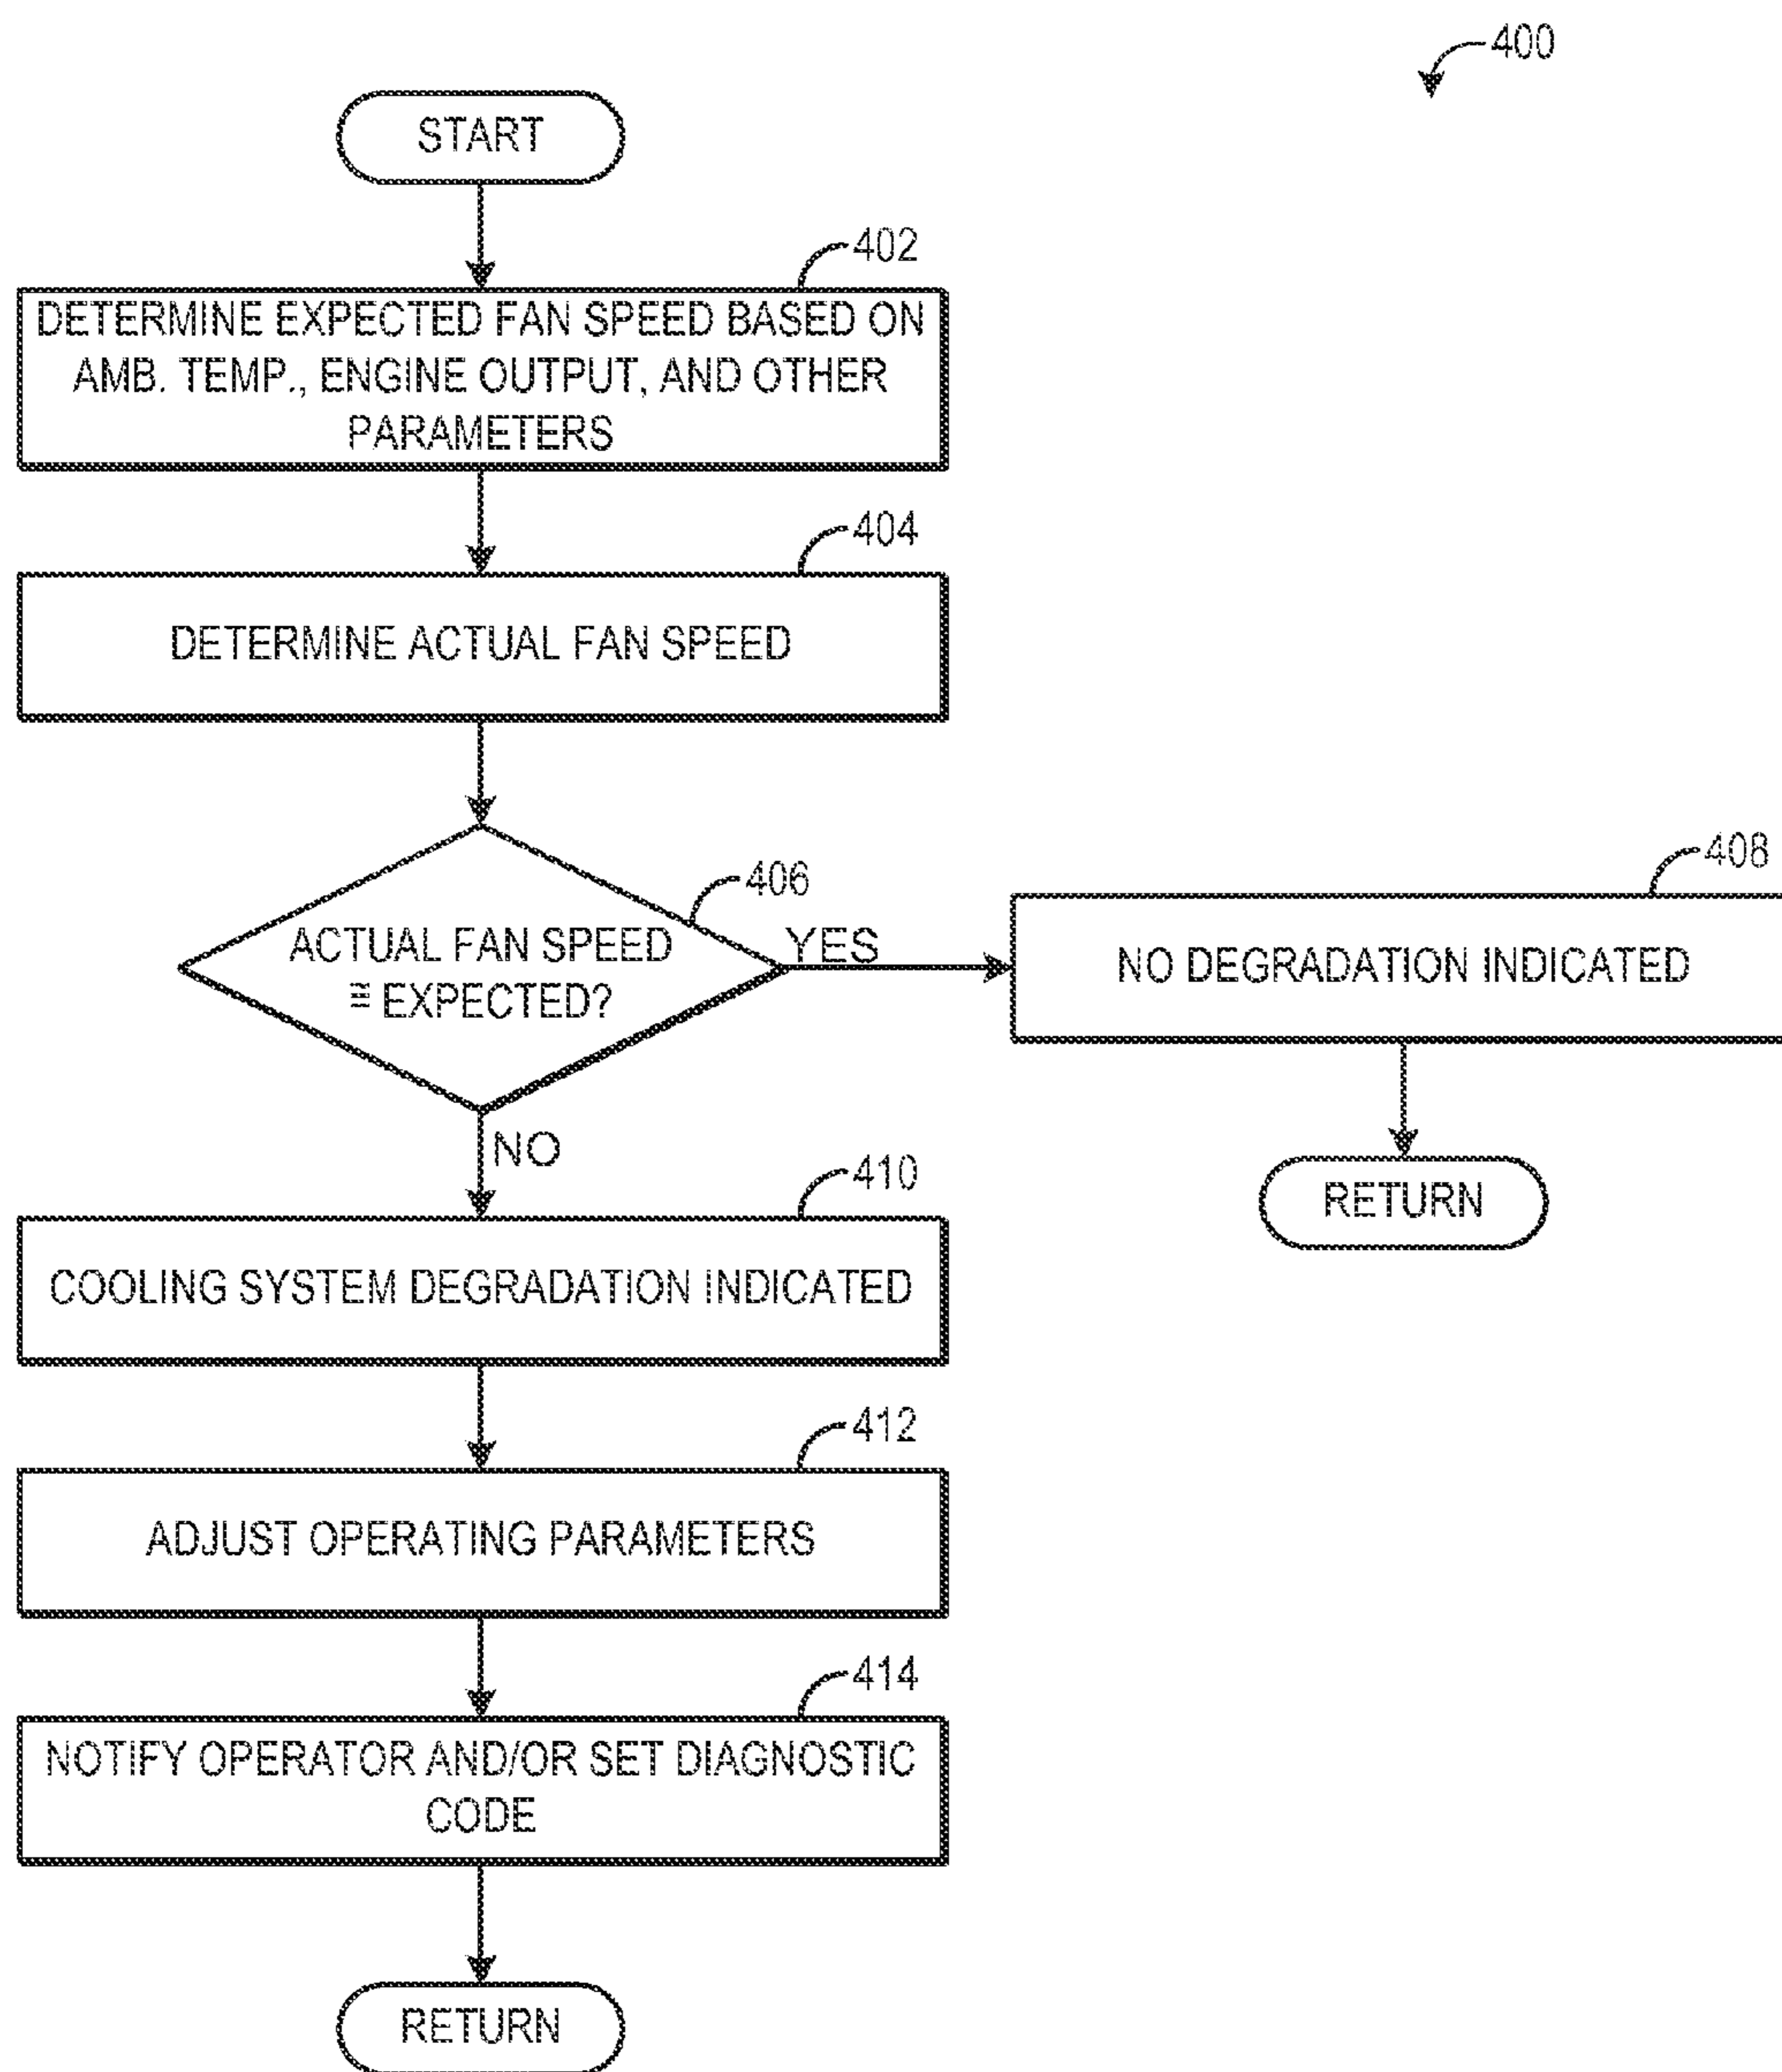 400
START
402
DETERMINE EXPECTED FAN SPEED BASED ON
AMB. TEMP., ENGINE OUTPUT, AND OTHER
PARAMETERS
404
DETERMINE ACTUAL FAN SPEED
406
ACTUAL FAN SPEED
≅ EXPECTED?
YES
408
NO DEGRADATION INDICATED
RETURN
NO
410
COOLING SYSTEM DEGRADATION INDICATED
412
ADJUST OPERATING PARAMETERS
414
NOTIFY OPERATOR AND/OR SET DIAGNOSTIC
CODE
RETURN